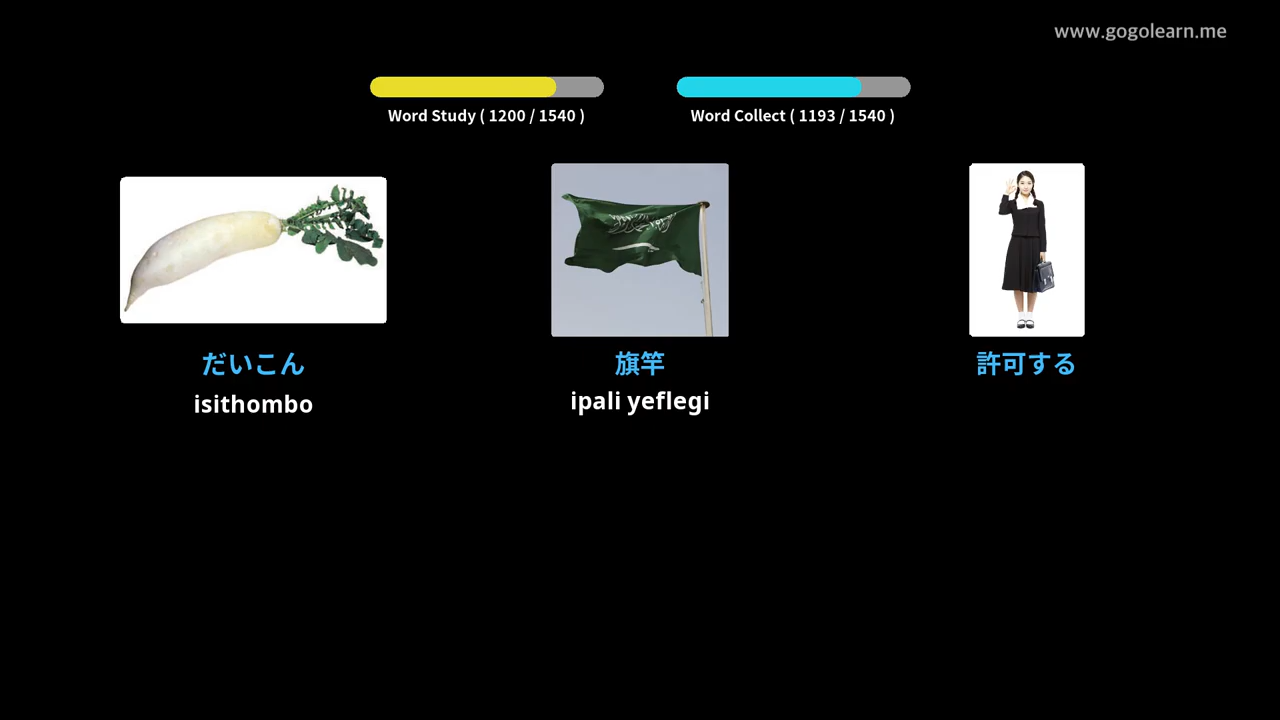 www.gogolearn.me
Word Study ( 1200 / 1540 )
Word Collect ( 1193 / 1540 )
だいこん
旗竿
許可する
isithombo
ipali yeflegi